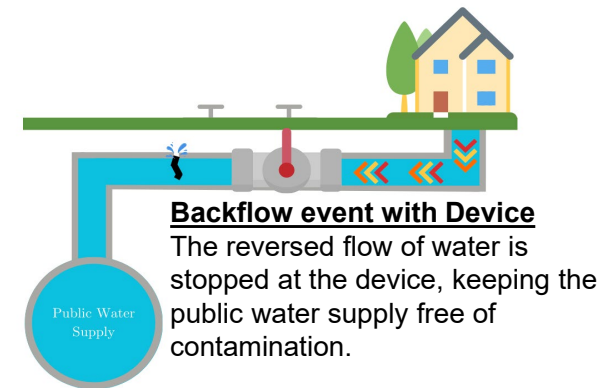 Backflow event with Device
The reversed flow of water is
stopped at the device, keeping the
public water supply free of
contamination.
Public Water
Supply